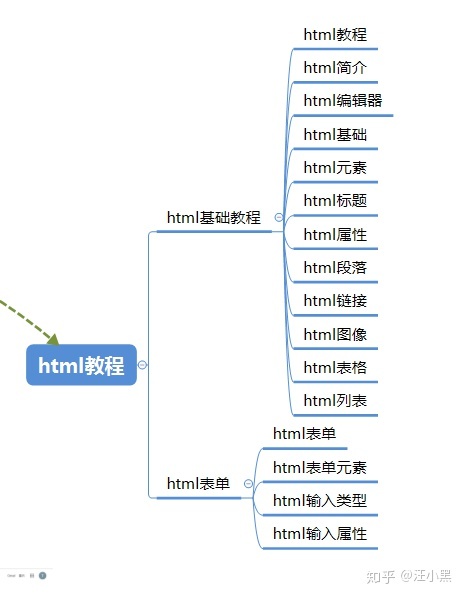 html教程
html简介
html编辑器
html基础
html元素
html标题
html基础教程
html属性
html段落
html链接
html图像
html教程
html表格
html列表
html表单
html表单元素
html表单
html输入类型
html输入属性
知乎 @汪小黑